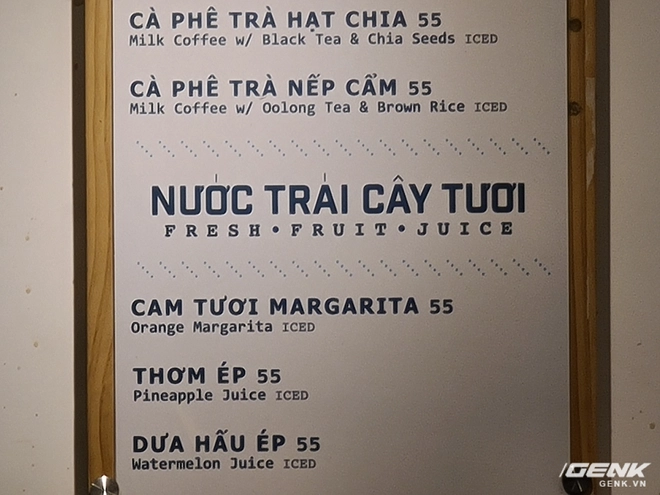 CÀ PHÊ TRÀ HẠT CHIA 55
Milk Coffee w/ Black Tea & Chia Seeds ICED
CÀ PHÊ TRÀ NẾP CẨM 55
Milk Coffee w/ Oolong Tea & Brown Rice ICED
NƯỚC TRÁI CÂY TƯƠI
FRESH • FRUIT • JUICE
CAM TƯƠI MARGARITA 55
Orange Margarita ICED
THƠM ÉP 55
Pineapple Juice ICED
DƯA HẤU ÉP 55
Watermelon Juice ICED
GENK
GENK.VN